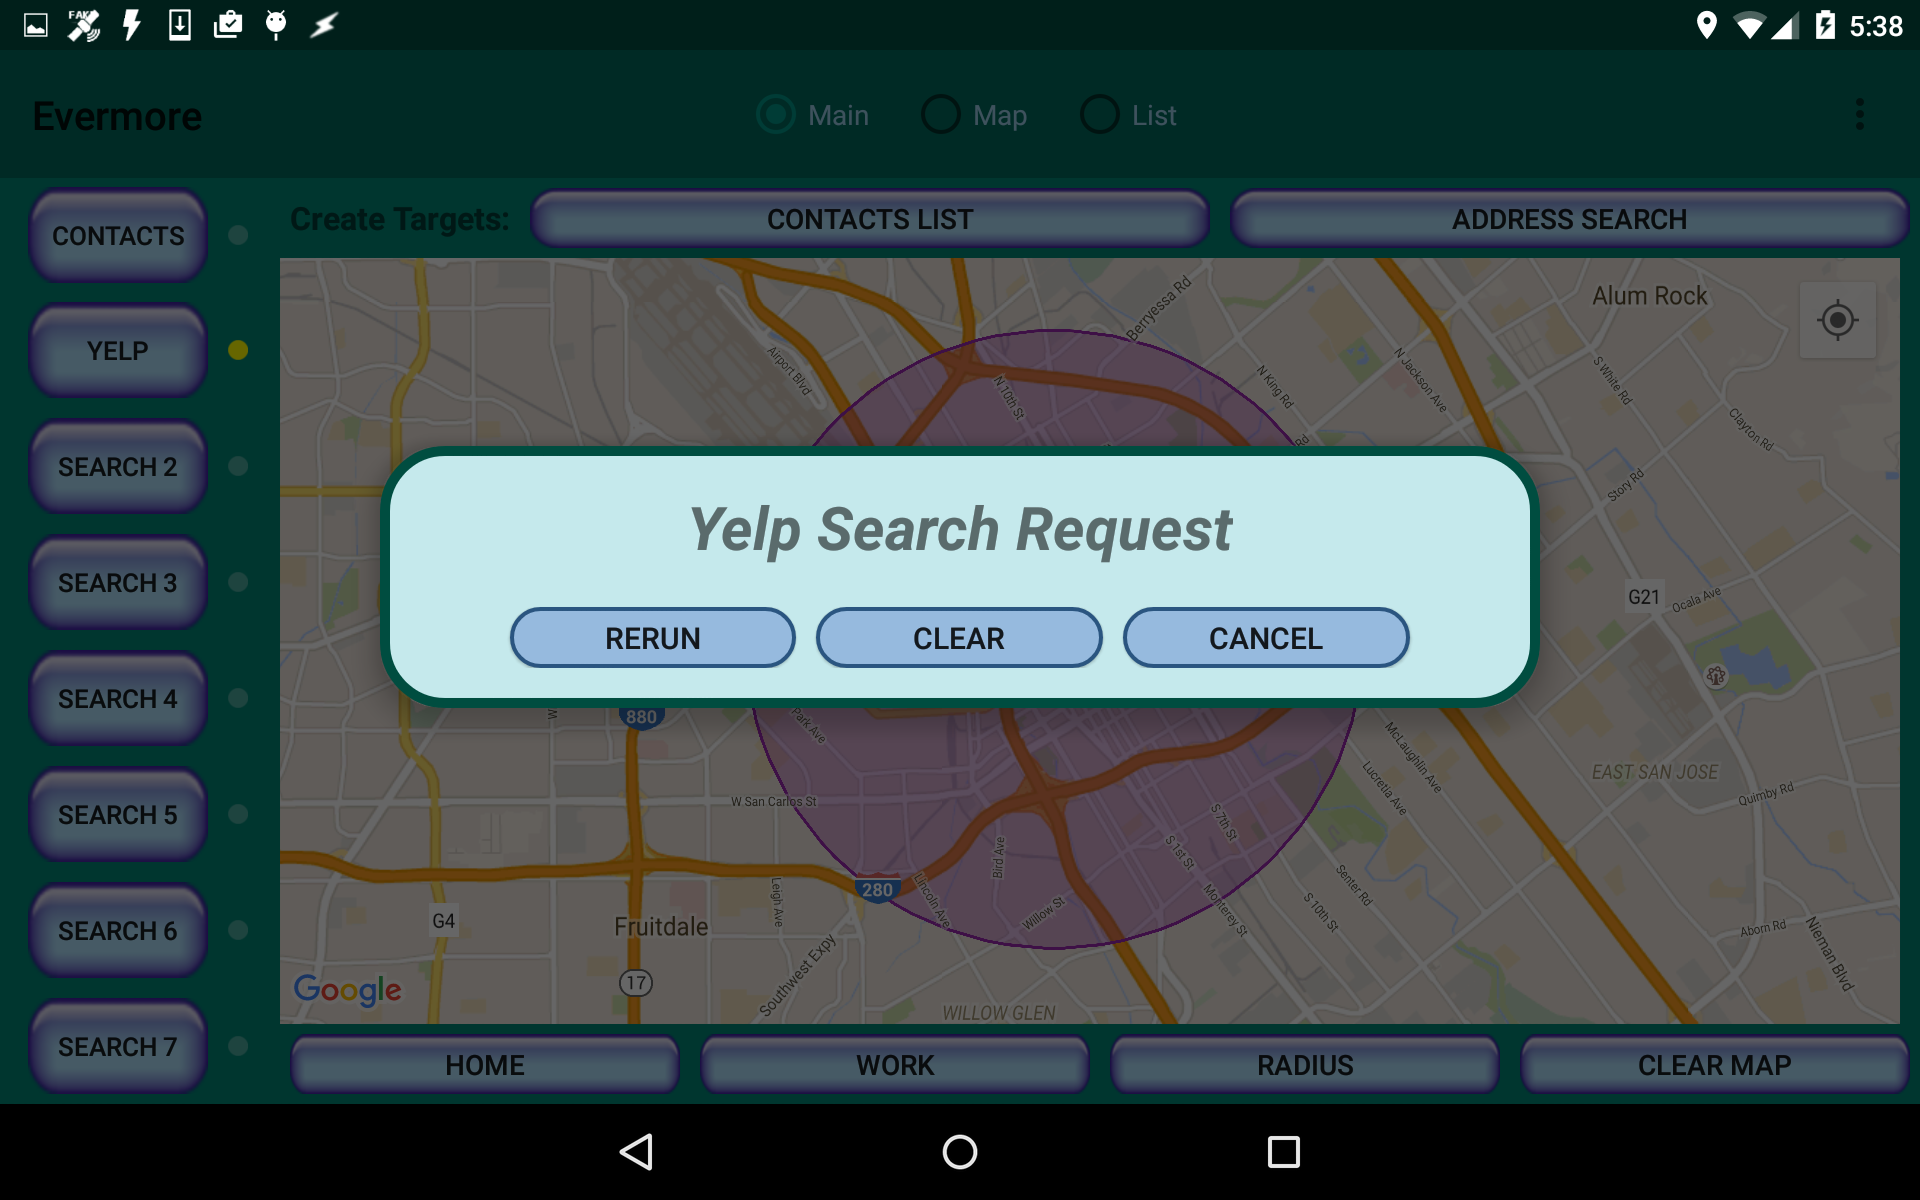 FAKE
5:38
Evermore
Main
Map
List
CONTACTS
Create Targets:
CONTACTS LIST
ADDRESS SEARCH
YELP
SEARCH 2
SEARCH 3
SEARCH 4
SEARCH 5
SEARCH 6
SEARCH 7
Alum Rock
Berryessa Rd
Airport Blvd
N 10th St
N King Rd
N Jackson Ave
S White Rd
Clayton Rd
Rd
Story Rd
Yelp Search Request
RERUN
CLEAR
CANCEL
G21
Ocala Ave
W
880
Park Ave
McLaughlin Ave
Lucretia Ave
EAST SAN JOSE
Quimby Rd
W San Carlos St
S 7th St
S 1st St
Bird Ave
280
Lincoln Ave
Leigh Ave
Willow St
Monterey St
Senter Rd
S 10th St
G4
Fruitdale
Aborn Rd
Nieman Blvd
Southwest Expy
17
Google
WILLOW GLEN
HOME
WORK
RADIUS
CLEAR MAP